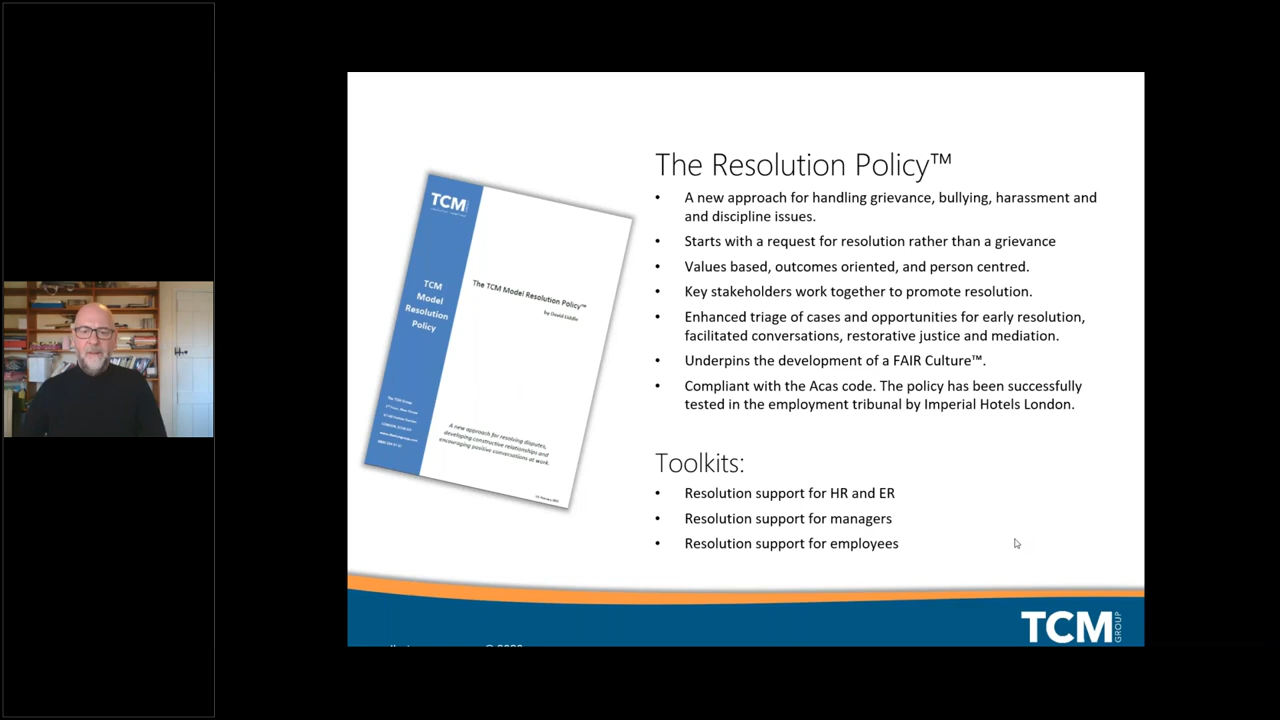 The Resolution Policy™
• A new approach for handling grievance, bullying, harassment and
and discipline issues.
• Starts with a request for resolution rather than a grievance
• Values based, outcomes oriented, and person centred.
• Key stakeholders work together to promote resolution.
• Enhanced triage of cases and opportunities for early resolution,
facilitated conversations, restorative justice and mediation.
• Underpins the development of a FAIR Culture™.
• Compliant with the Acas code. The policy has been successfully
tested in the employment tribunal by Imperial Hotels London.
Toolkits:
• Resolution support for HR and ER
• Resolution support for managers
• Resolution support for employees
TCM
TCM
Model
Resolution
Policy
The TCM Model Resolution Policy™
by David Liddle
The TCM Group
A new approach for resolving disputes,
developing constructive relationships and
encouraging positive conversations at work.
TCM GROUP